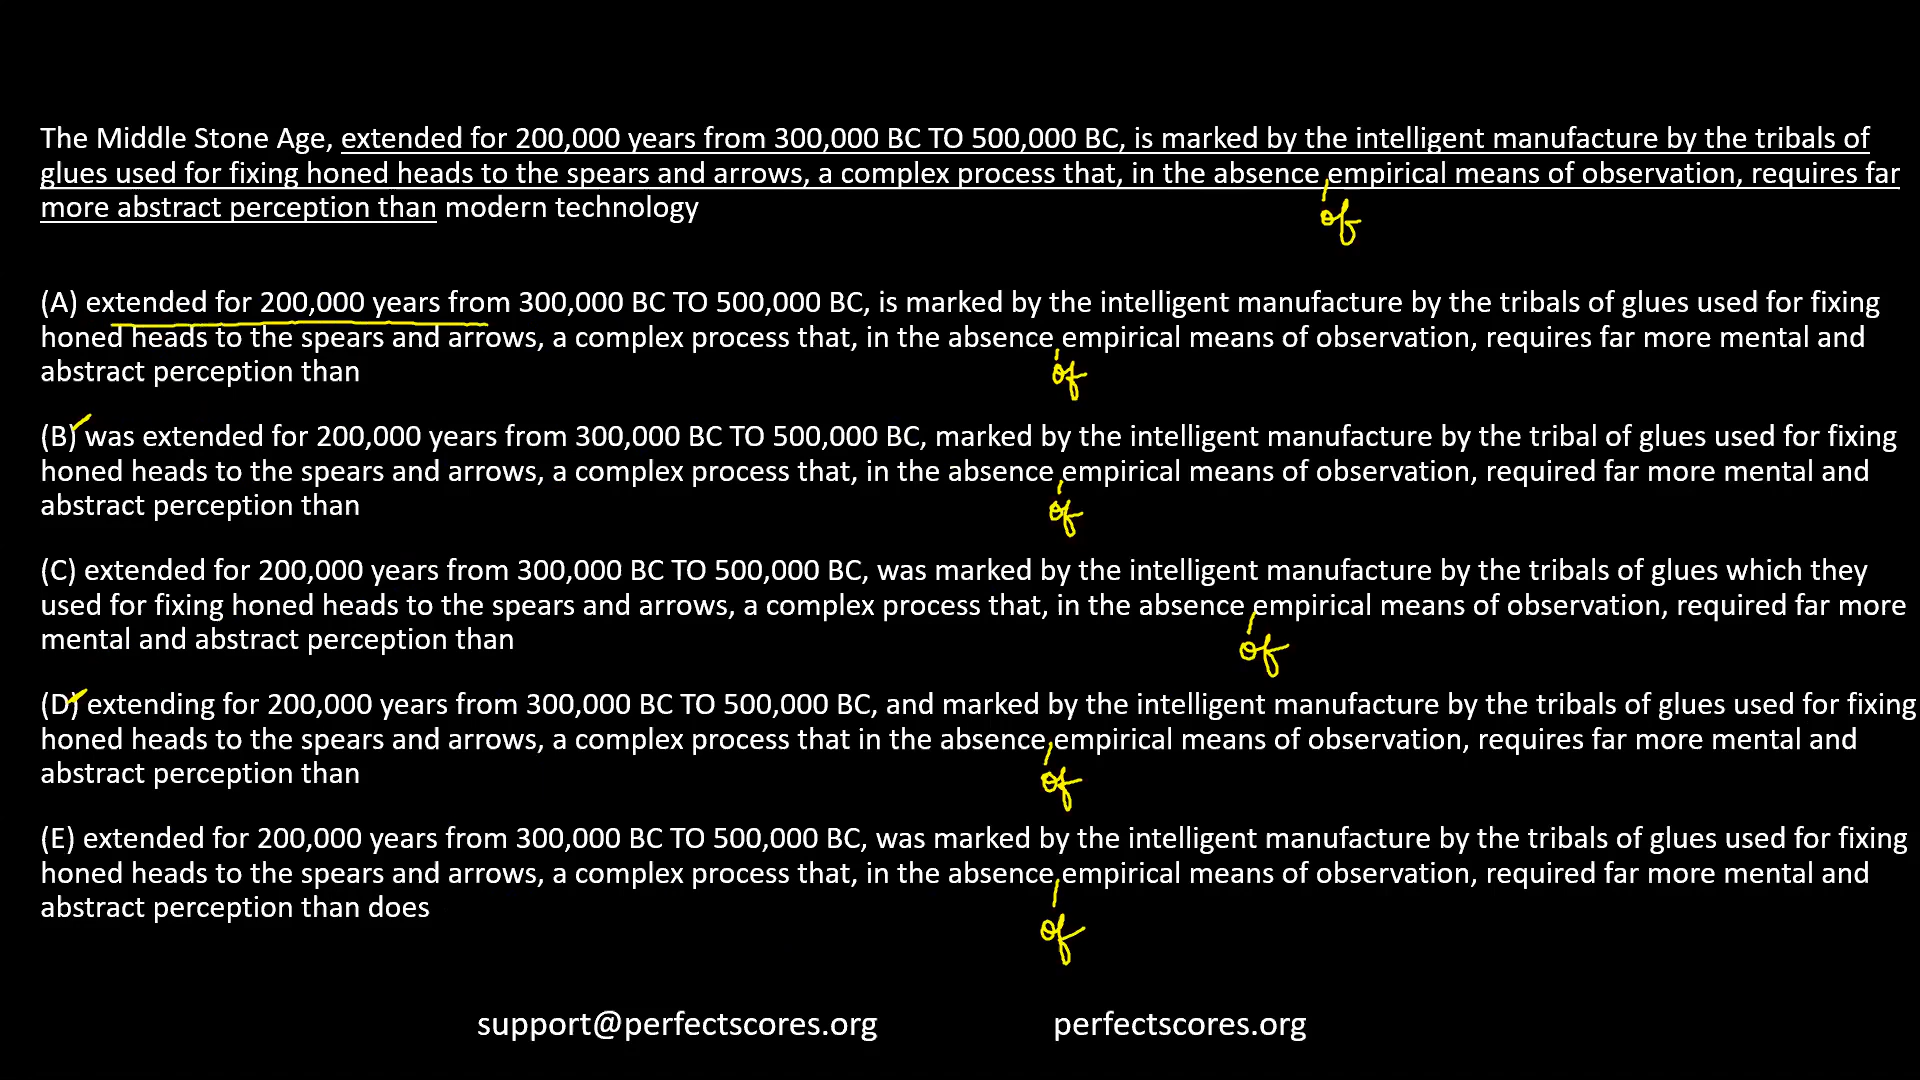 The Middle Stone Age, extended for 200,000 years from 300,000 BC TO 500,000 BC, is marked by the intelligent manufacture by the tribals of
glues used for fixing honed heads to the spears and arrows, a complex process that, in the absence empirical means of observation, requires far
of
more abstract perception than modern technology
(A) extended for 200,000 years from 300,000 BC TO 500,000 BC, is marked by the intelligent manufacture by the tribals of glues used for fixing
honed heads to the spears and arrows, a complex process that, in the absence empirical means of observation, requires far more mental and
of
abstract perception than
(B) was extended for 200,000 years from 300,000 BC TO 500,000 BC, marked by the intelligent manufacture by the tribal of glues used for fixing
honed heads to the spears and arrows, a complex process that, in the absence empirical means of observation, required far more mental and
of
abstract perception than
(C) extended for 200,000 years from 300,000 BC TO 500,000 BC, was marked by the intelligent manufacture by the tribals of glues which they
used for fixing honed heads to the spears and arrows, a complex process that, in the absence empirical means of observation, required far more
of
mental and abstract perception than
(D) extending for 200,000 years from 300,000 BC TO 500,000 BC, and marked by the intelligent manufacture by the tribals of glues used for fixing
honed heads to the spears and arrows, a complex process that in the absence empirical means of observation, requires far more mental and
of
abstract perception than
(E) extended for 200,000 years from 300,000 BC TO 500,000 BC, was marked by the intelligent manufacture by the tribals of glues used for fixing
honed heads to the spears and arrows, a complex process that, in the absence empirical means of observation, required far more mental and
of
abstract perception than does
support@perfectscores.org perfectscores.org